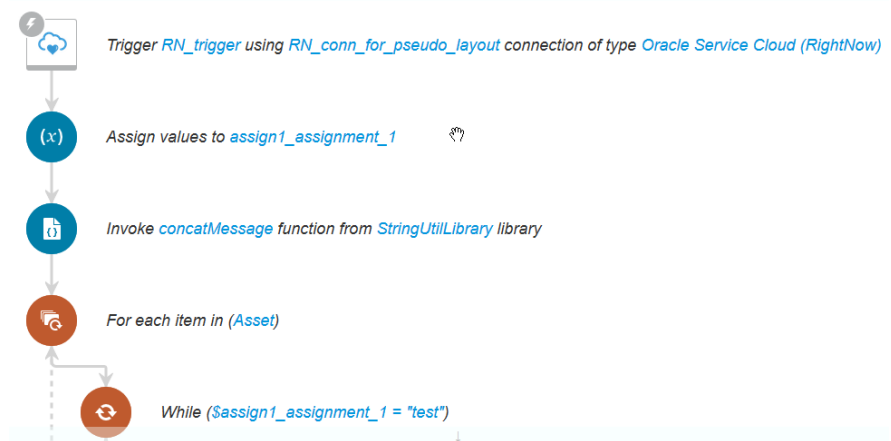 Trigger RN_trigger using RN_conn_for_pseudo_layout connection of type Oracle Service Cloud (RightNow)
(x)
Assign values to assign1_assignment_1
Invoke concatMessage function from StringUtilLibrary library
For each item in (Asset)
While ($assign1_assignment_1 = "test")